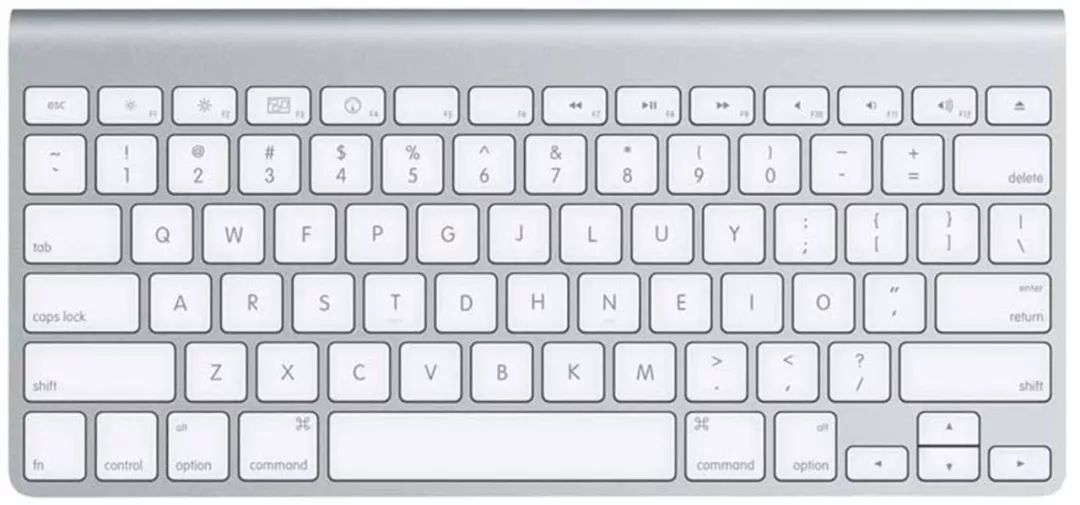 esc F1 F2 F3 F4 F5 F6 F7 F8 F9 F10 F11 F12
~ ! @ # $ % ^ & * ( ) — +
` 1 2 3 4 5 6 7 8 9 0 - = delete
tab Q W F P G J L U Y : ; { [ } ] | \
caps lock A R S T D H N E I O " ' enter return
shift Z X C V B K M > . < , ? / shift
fn control alt option ⌘ command ⌘ command alt option ◄ ▲ ▼ ►